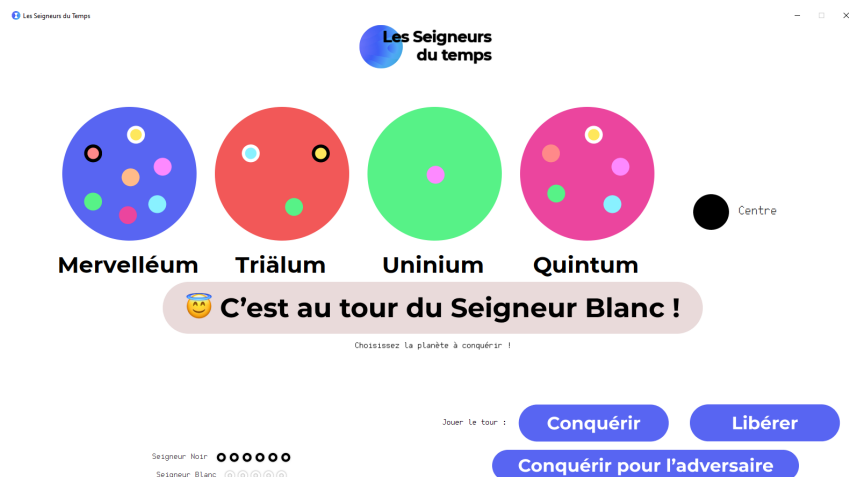 Les Seigneurs du Temps
Les Seigneurs
du temps
Centre
Mervelléum
Triälum
Uninium
Quintum
C’est au tour du Seigneur Blanc !
Choisissez la planète à conquérir !
Jouer le tour :
Conquérir
Libérer
Seigneur Noir
Conquérir pour l’adversaire
Seigneur Blanc